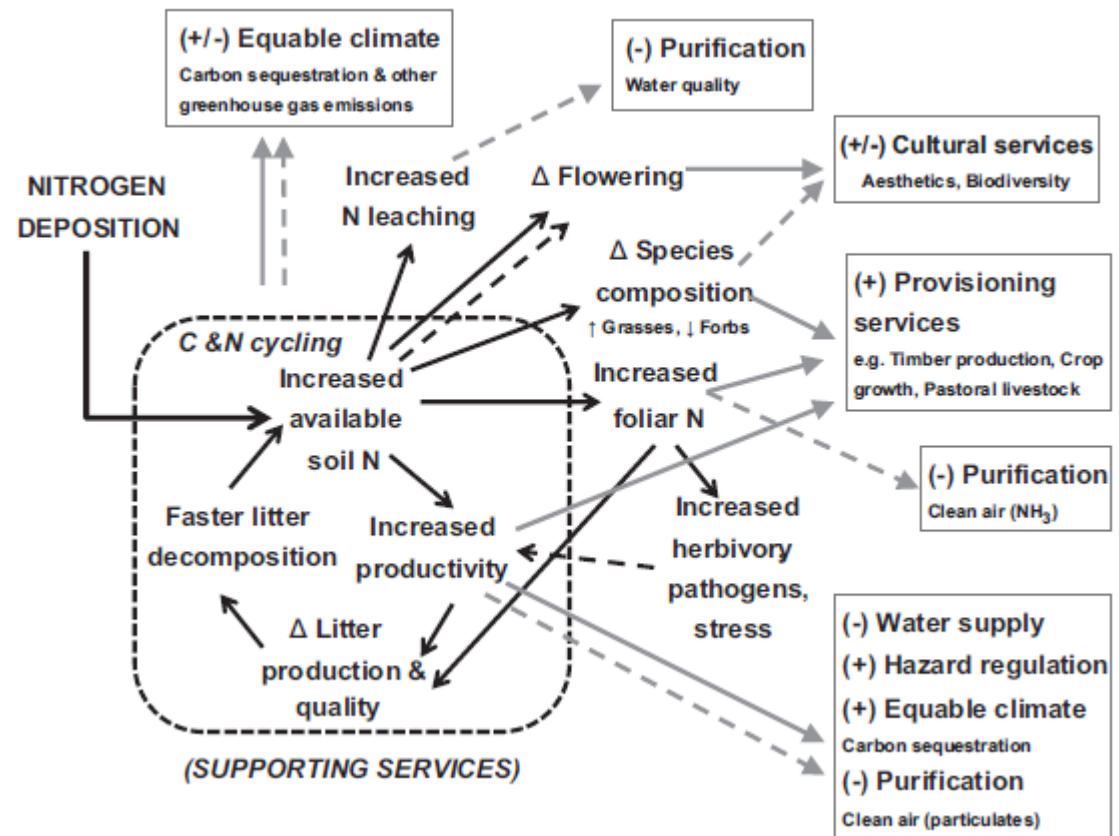 (+/-) Equable climate
Carbon sequestration & other
greenhouse gas emissions
(-) Purification
Water quality
NITROGEN
DEPOSITION
Increased
N leaching
Δ Flowering
(+/-) Cultural services
Aesthetics, Biodiversity
Δ Species
composition
↑ Grasses, ↓ Forbs
(+) Provisioning
services
e.g. Timber production, Crop
growth, Pastoral livestock
C &N cycling
Increased
available
soil N
Increased
foliar N
(-) Purification
Clean air (NH₃)
Faster litter
decomposition
Increased
productivity
Increased
herbivory
pathogens,
stress
Δ Litter
production &
quality
(-) Water supply
(+) Hazard regulation
(+) Equable climate
Carbon sequestration
(-) Purification
Clean air (particulates)
(SUPPORTING SERVICES)